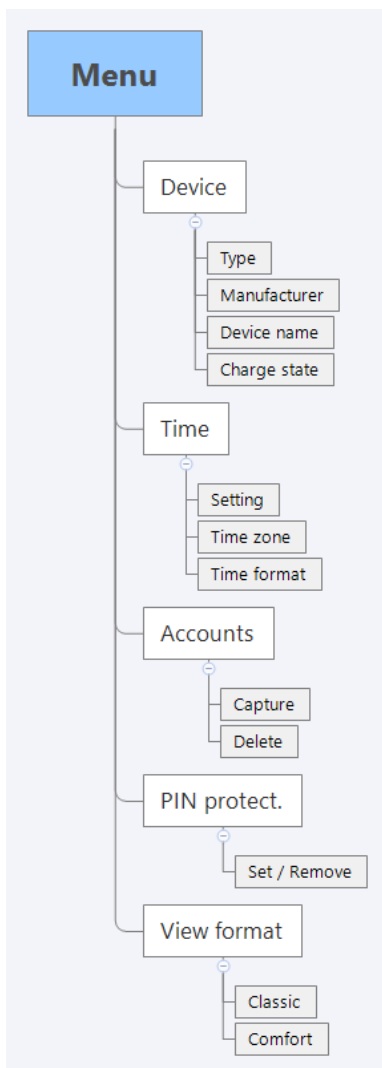 Menu
Device
Type
Manufacturer
Device name
Charge state
Time
Setting
Time zone
Time format
Accounts
Capture
Delete
PIN protect.
Set / Remove
View format
Classic
Comfort